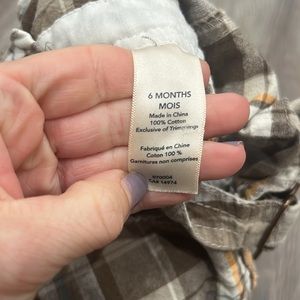 6 MONTHS
MOIS
Made in China
100% Cotton
Exclusive of Trimmings
Fabriqué en Chine
Coton 100 %
Garnitures non comprises